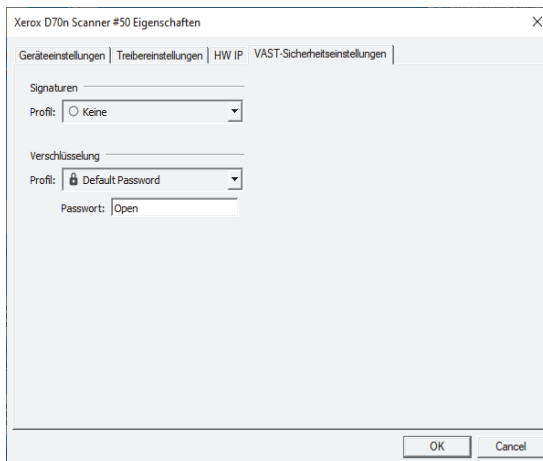 Xerox D70n Scanner #50 Eigenschaften
Geräteeinstellungen Treibereinstellungen HW IP VAST-Sicherheitseinstellungen
Signaturen
Profil: Keine
Verschlüsselung
Profil: Default Password
Passwort: Open
OK Cancel